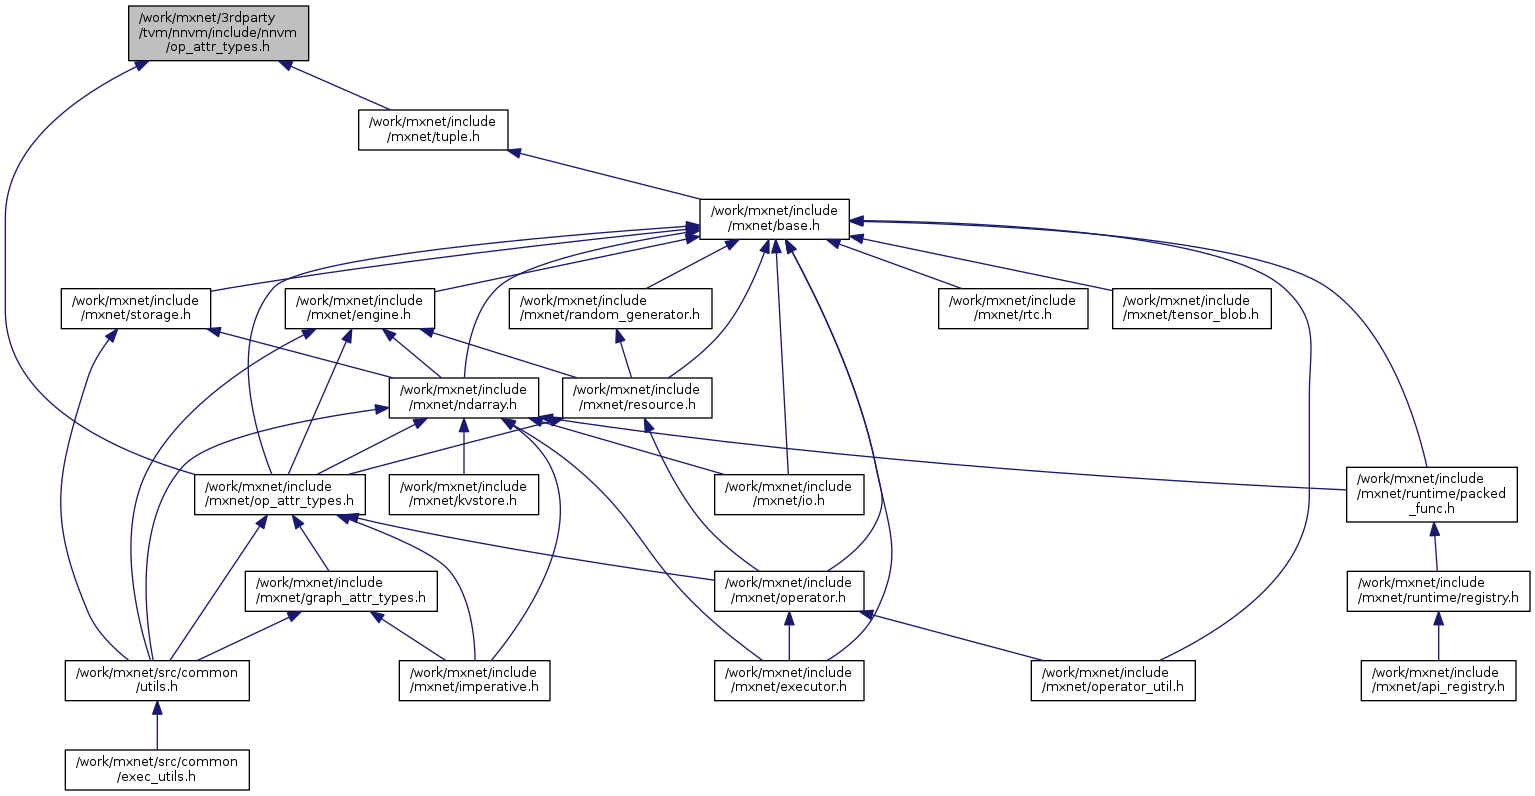 /work/mxnet/3rdparty
/tvm/nnvm/include/nnvm
/op_attr_types.h
/work/mxnet/include
/mxnet/tuple.h
/work/mxnet/include
/mxnet/base.h
/work/mxnet/include
/mxnet/storage.h
/work/mxnet/include
/mxnet/engine.h
/work/mxnet/include
/mxnet/random_generator.h
/work/mxnet/include
/mxnet/rtc.h
/work/mxnet/include
/mxnet/tensor_blob.h
/work/mxnet/include
/mxnet/ndarray.h
/work/mxnet/include
/mxnet/resource.h
/work/mxnet/include
/mxnet/op_attr_types.h
/work/mxnet/include
/mxnet/kvstore.h
/work/mxnet/include
/mxnet/io.h
/work/mxnet/include
/mxnet/runtime/packed
_func.h
/work/mxnet/include
/mxnet/graph_attr_types.h
/work/mxnet/include
/mxnet/operator.h
/work/mxnet/include
/mxnet/runtime/registry.h
/work/mxnet/src/common
/utils.h
/work/mxnet/include
/mxnet/imperative.h
/work/mxnet/include
/mxnet/executor.h
/work/mxnet/include
/mxnet/operator_util.h
/work/mxnet/include
/mxnet/api_registry.h
/work/mxnet/src/common
/exec_utils.h